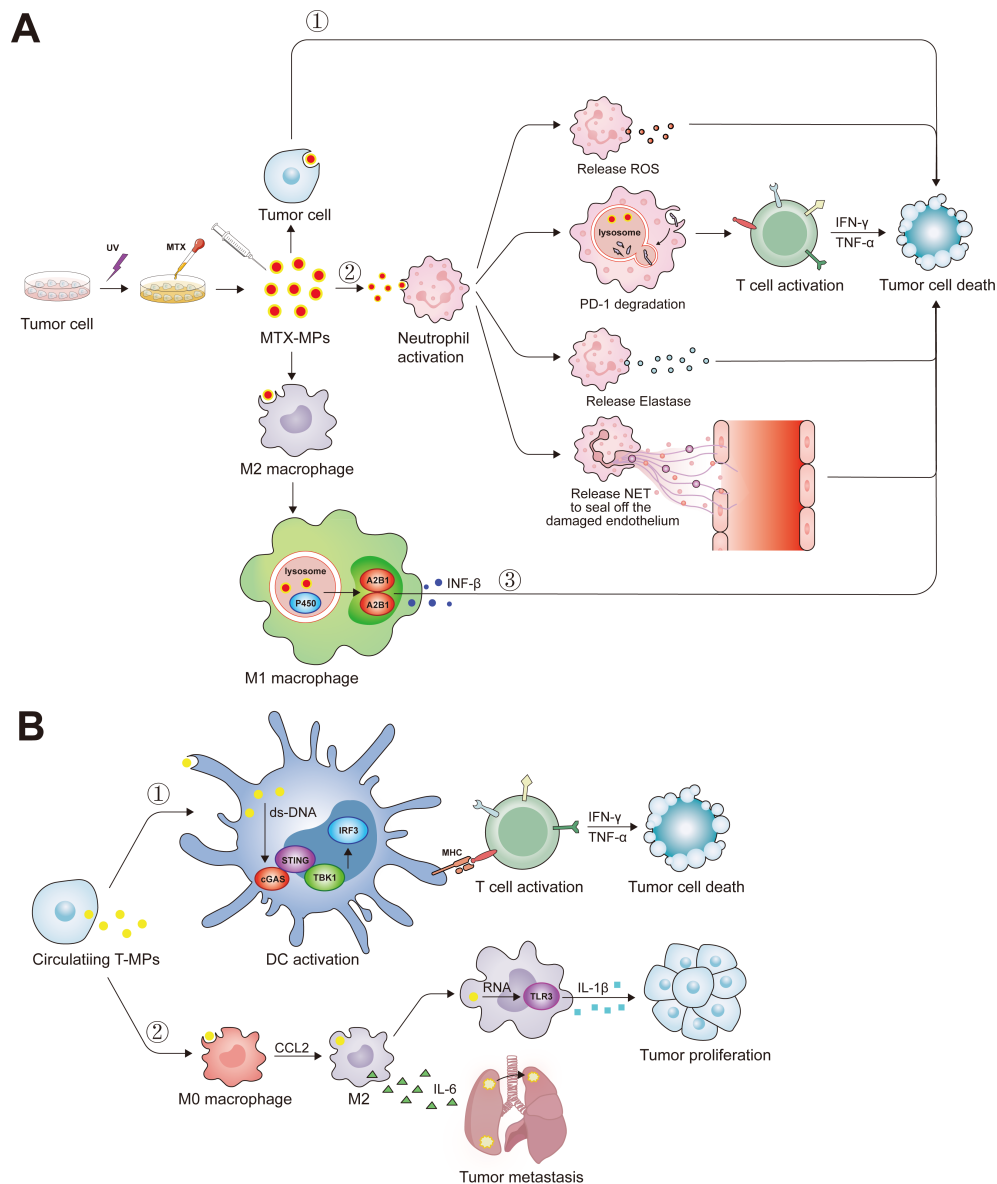 A
①
Tumor cell
Release ROS
UV
MTX
②
lysosome
IFN-γ
TNF-α
T cell activation
Tumor cell death
PD-1 degradation
Tumor cell
MTX-MPs
Neutrophil
activation
Release Elastase
M2 macrophage
Release NET
to seal off the
damaged endothelium
lysosome
P450
A2B1
A2B1
INF-β
③
M1 macrophage
B
①
ds-DNA
IRF3
STING
cGAS
TBK1
MHC
IFN-γ
TNF-α
T cell activation
Tumor cell death
Circulatiing T-MPs
DC activation
RNA
TLR3
IL-1β
Tumor proliferation
②
CCL2
M0 macrophage
M2
IL-6
Tumor metastasis